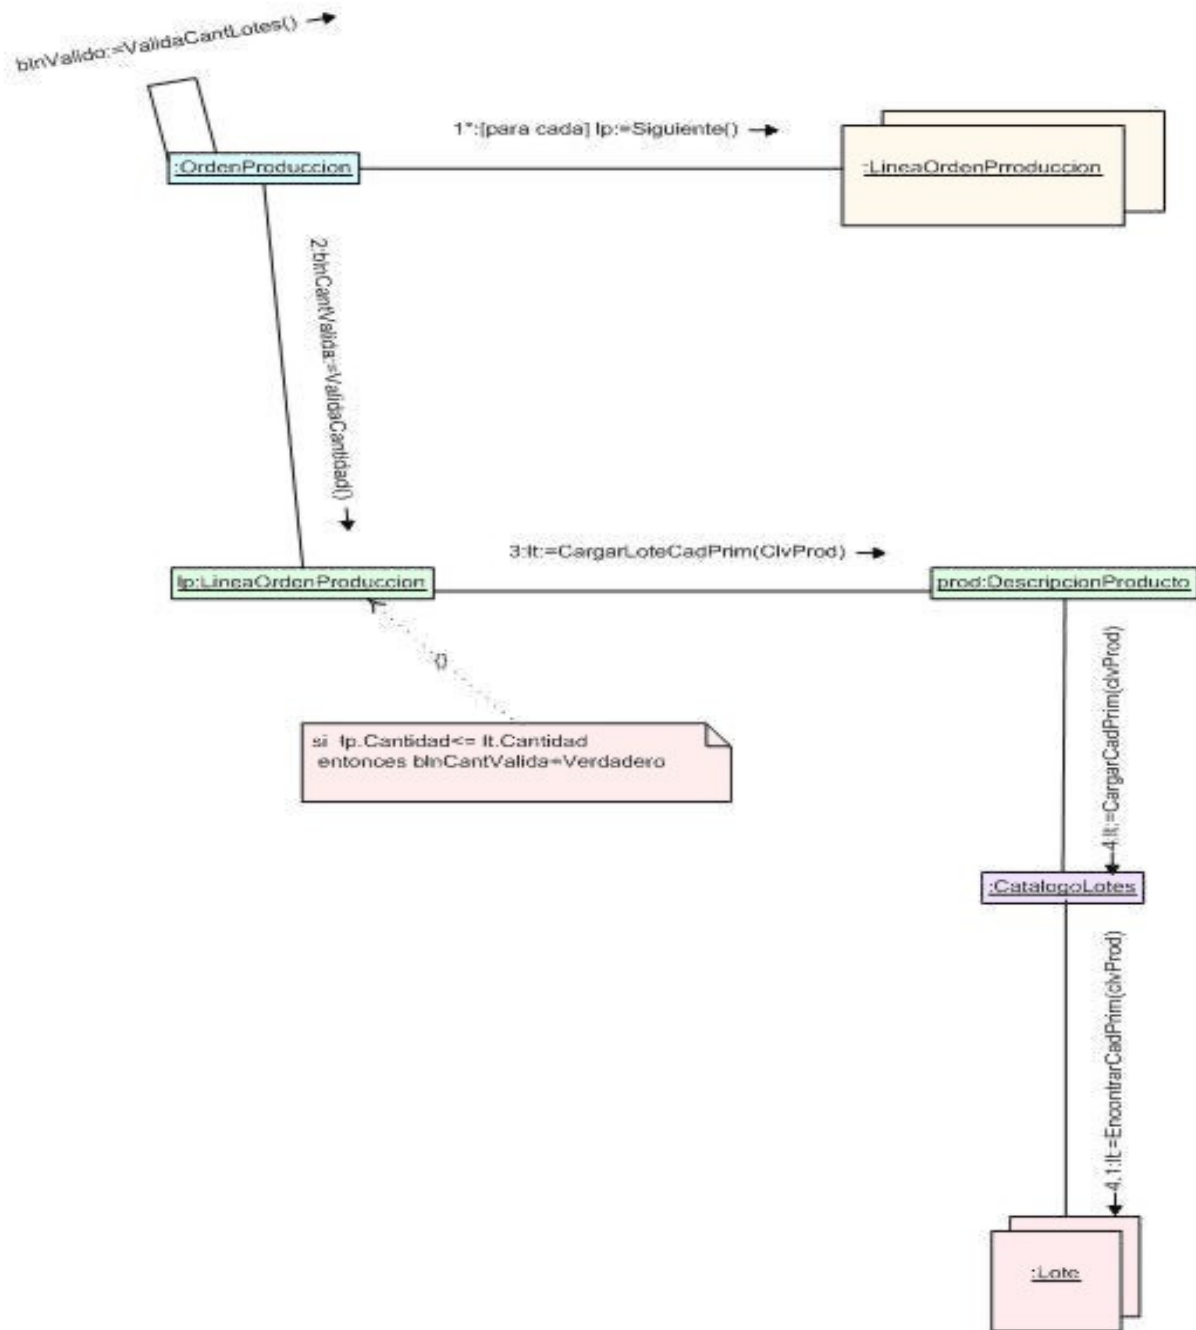 blnValido:=ValidaCantLotes()
1*:[para cada] lp:=Siguiente()
:OrdenProduccion
:LineaOrdenPrroduccion
2:blnCantValida:=ValidaCantidad()
3:lt:=CargarLoteCadPrim(ClvProd)
lp:LineaOrdenProduccion
prod:DescripcionProducto
{}
si lp.Cantidad<= lt.Cantidad
entonces blnCantValida=Verdadero
4:lt:=CargarCadPrim(clvProd)
:CatalogoLotes
4.1:lt:=EncontrarCadPrim(clvProd)
:Lote